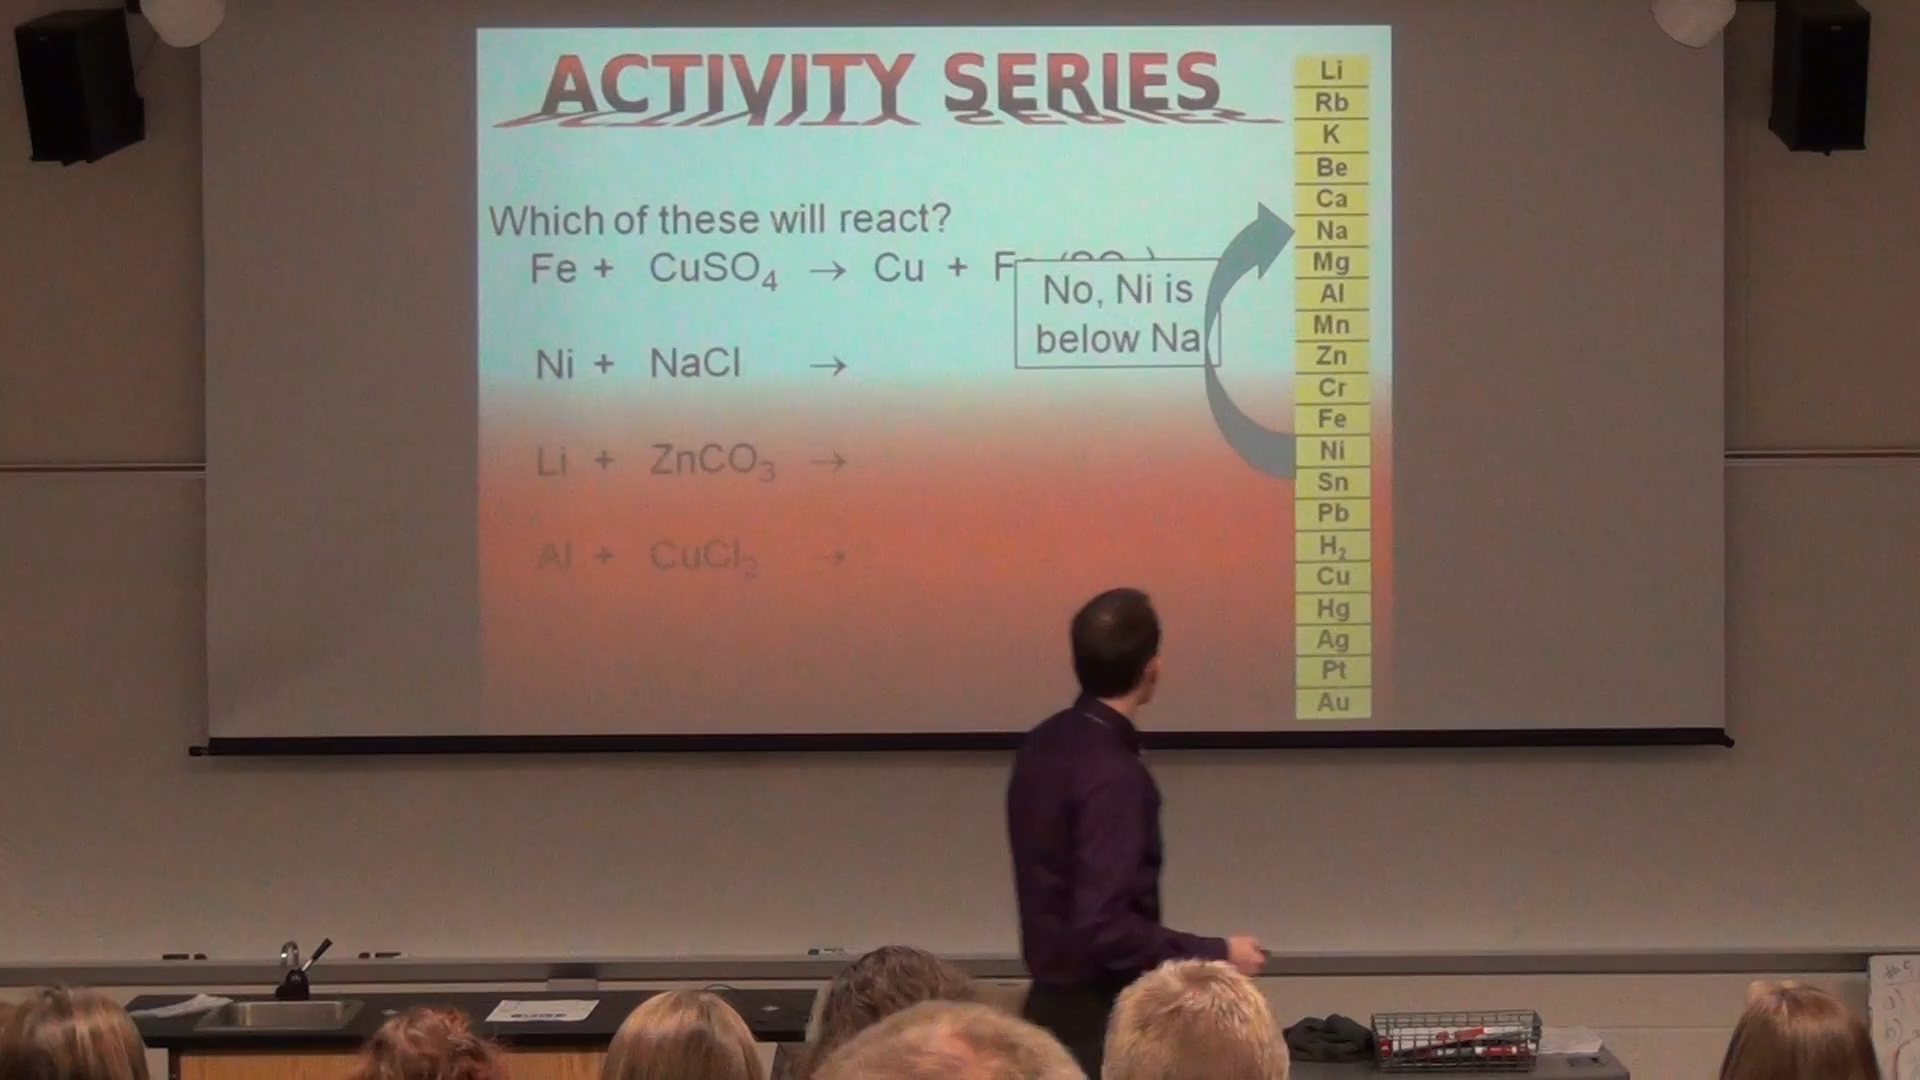 ACTIVITY SERIES
Which of these will react?
Fe + CuSO₄ → Cu +
No, Ni is
below Na
Ni + NaCl →
Li + ZnCO₃ →
Al + CuCl₂ →
Li
Rb
K
Be
Ca
Na
Mg
Al
Mn
Zn
Cr
Fe
Ni
Sn
Pb
H₂
Cu
Hg
Ag
Pt
Au